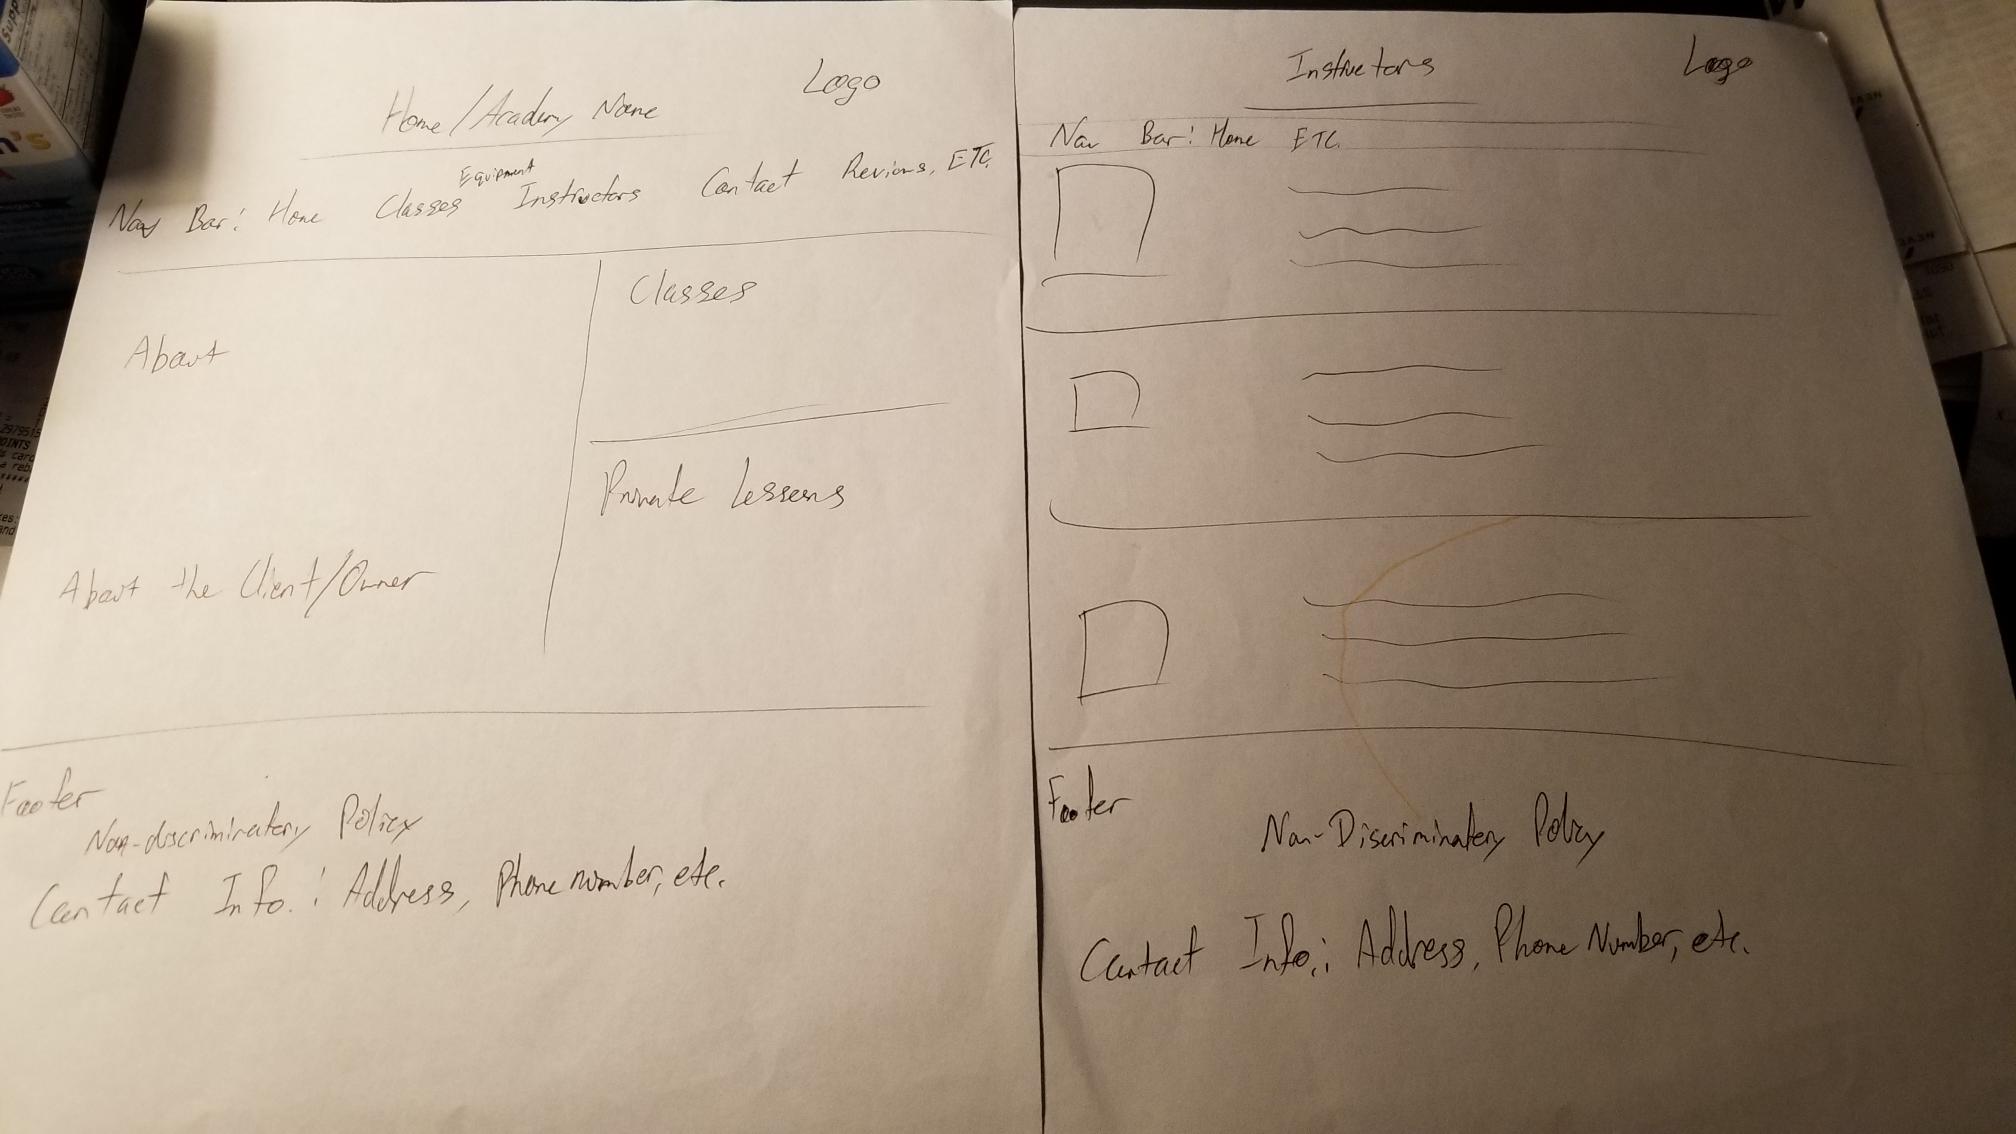 Home/Academy Name
Logo
Equipment
Nav Bar: Home Classes Instructors Contact Reviews, ETC.
Classes
About
Private Lessons
About the Client/Owner
Footer
Non-discriminatory Policy
Contact Info.: Address, Phone number, etc.
Instructors
Logo
Nav Bar: Home ETC.
Footer
Non-Discriminatory Policy
Contact Info.: Address, Phone Number, etc.